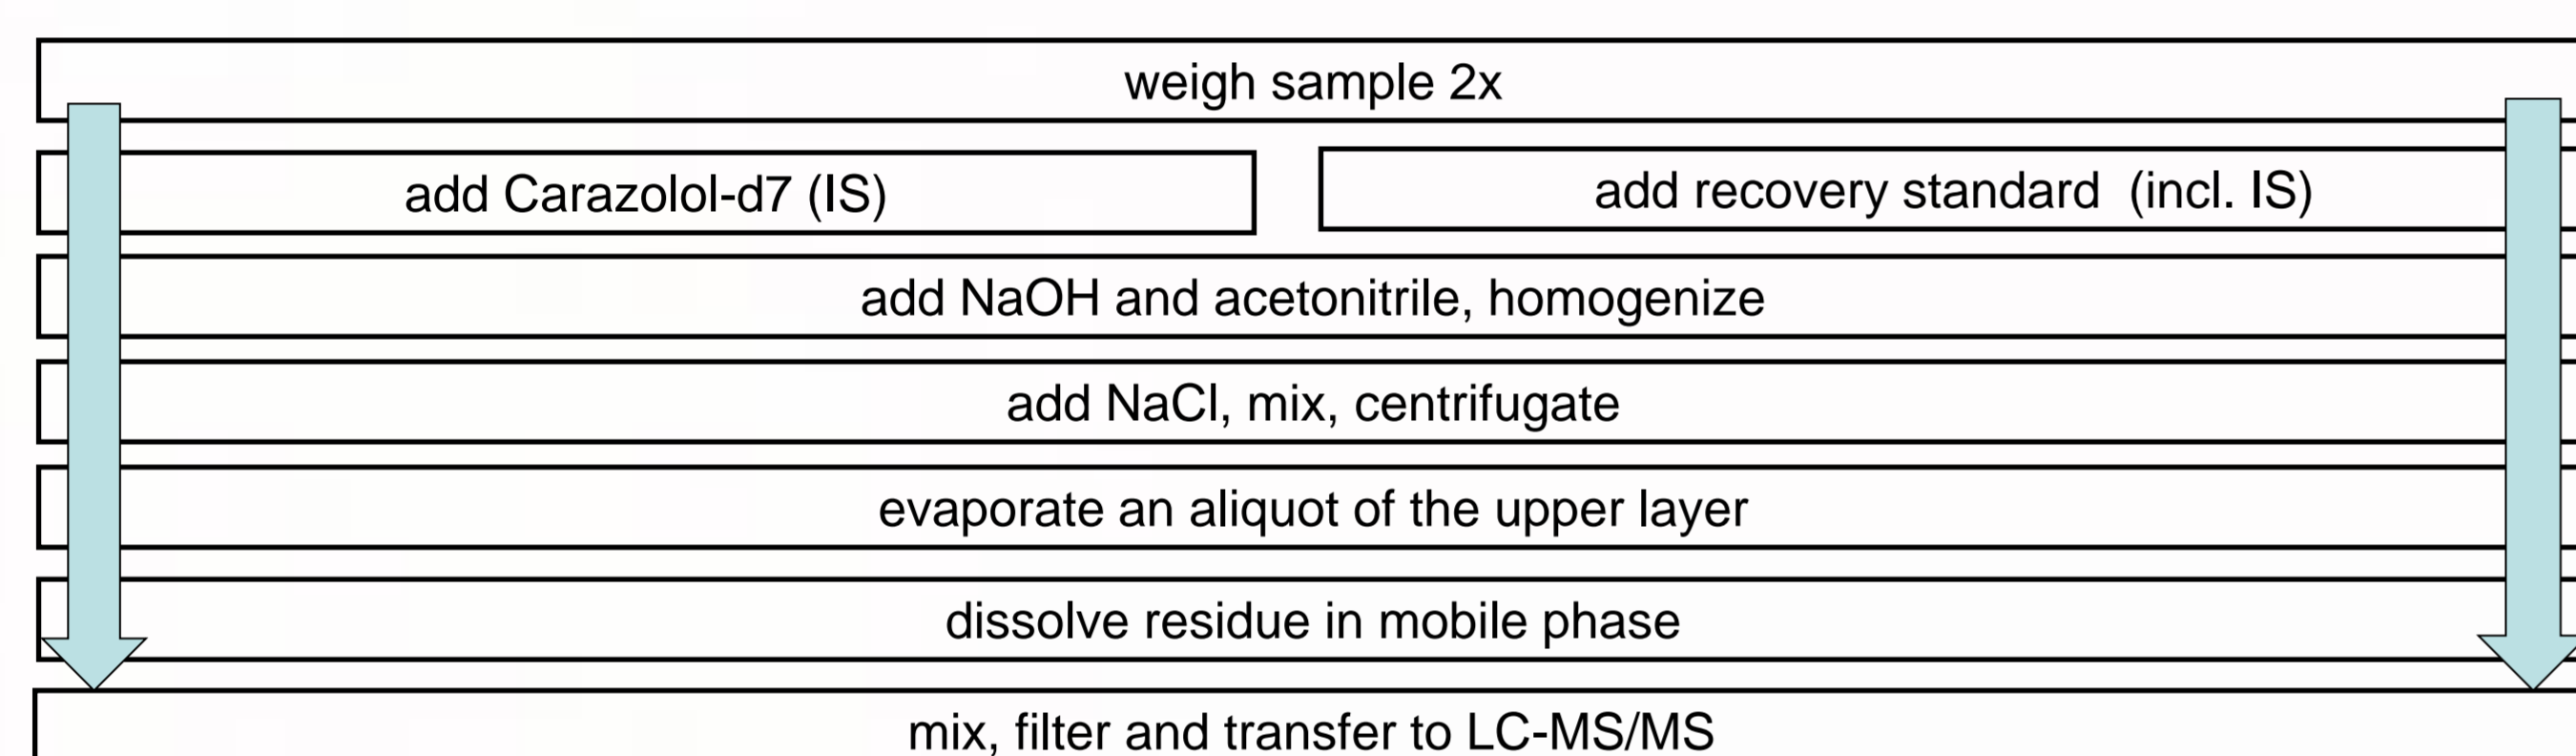 weigh sample 2x
add Carazolol-d7 (IS)
add recovery standard (incl. IS)
add NaOH and acetonitrile, homogenize
add NaCl, mix, centrifugate
evaporate an aliquot of the upper layer
dissolve residue in mobile phase
mix, filter and transfer to LC-MS/MS